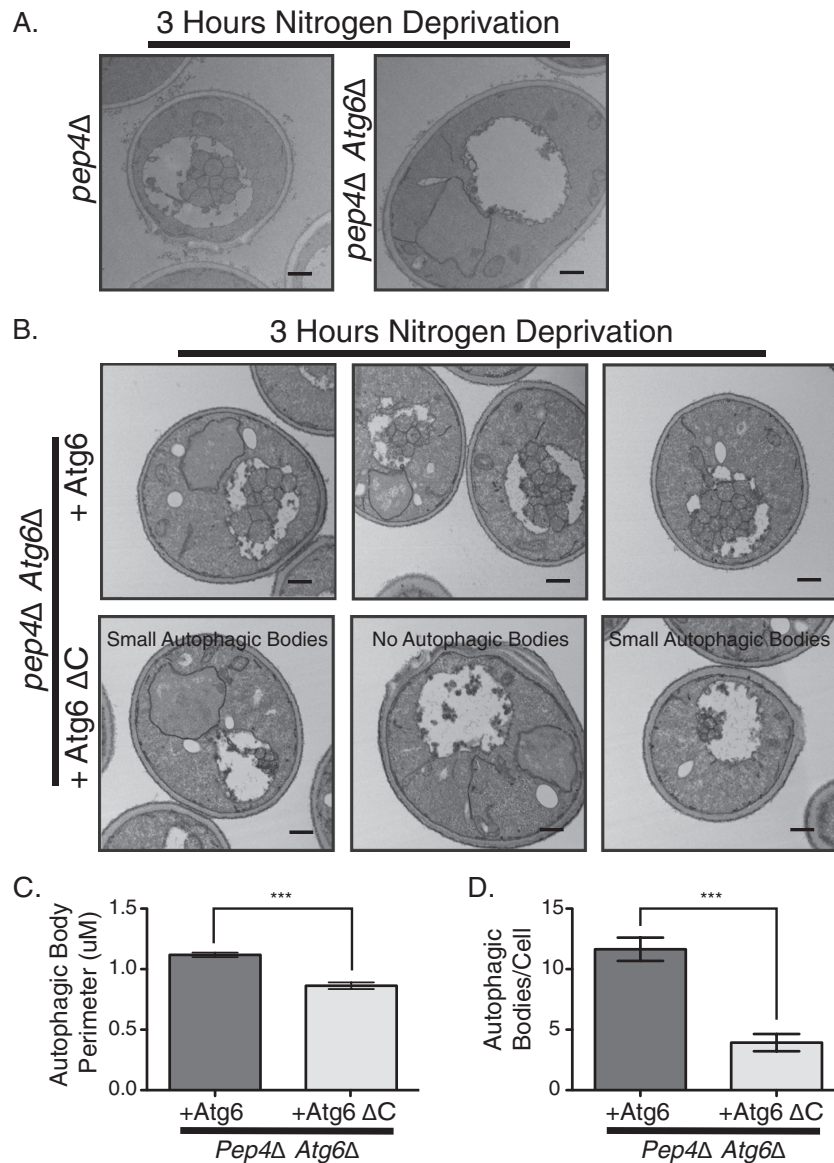 A.
3 Hours Nitrogen Deprivation
pep4Δ
pep4Δ Atg6Δ
B.
3 Hours Nitrogen Deprivation
pep4Δ Atg6Δ
+ Atg6
+ Atg6 ΔC
Small Autophagic Bodies
No Autophagic Bodies
Small Autophagic Bodies
C.
Autophagic Body
Perimeter (uM)
1.5
1.0
0.5
0.0
***
+Atg6
+Atg6 ΔC
Pep4Δ Atg6Δ
D.
Autophagic
Bodies/Cell
15
10
5
0
***
+Atg6
+Atg6 ΔC
Pep4Δ Atg6Δ